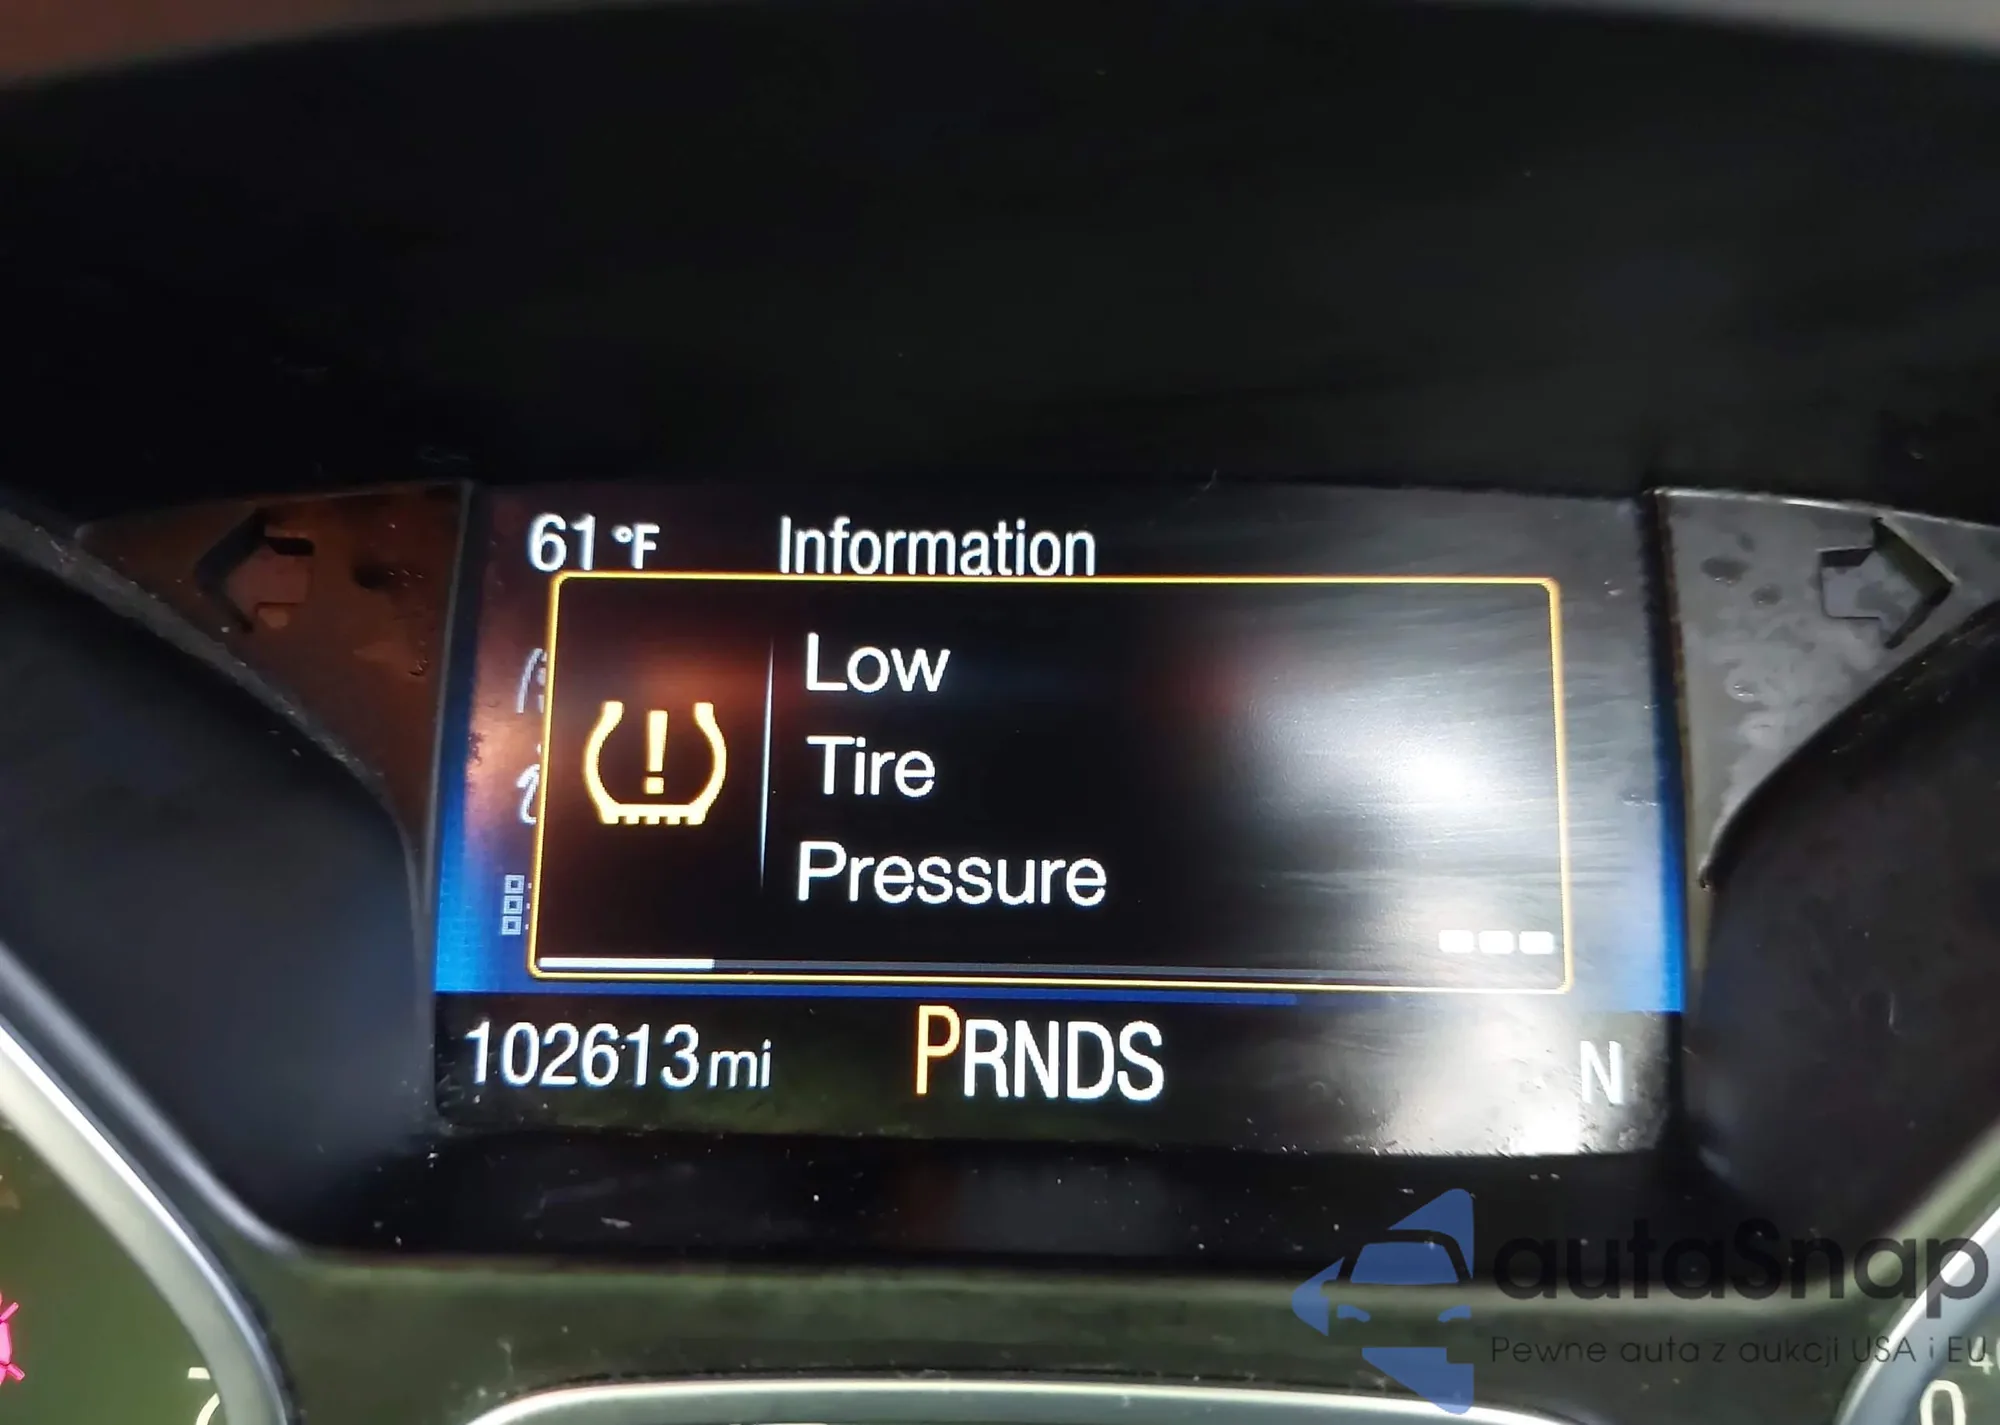 61 °F Information
Low
Tire
Pressure
102613 mi PRNDS N
autaSnap
Pewne auta z aukcji USA i EU